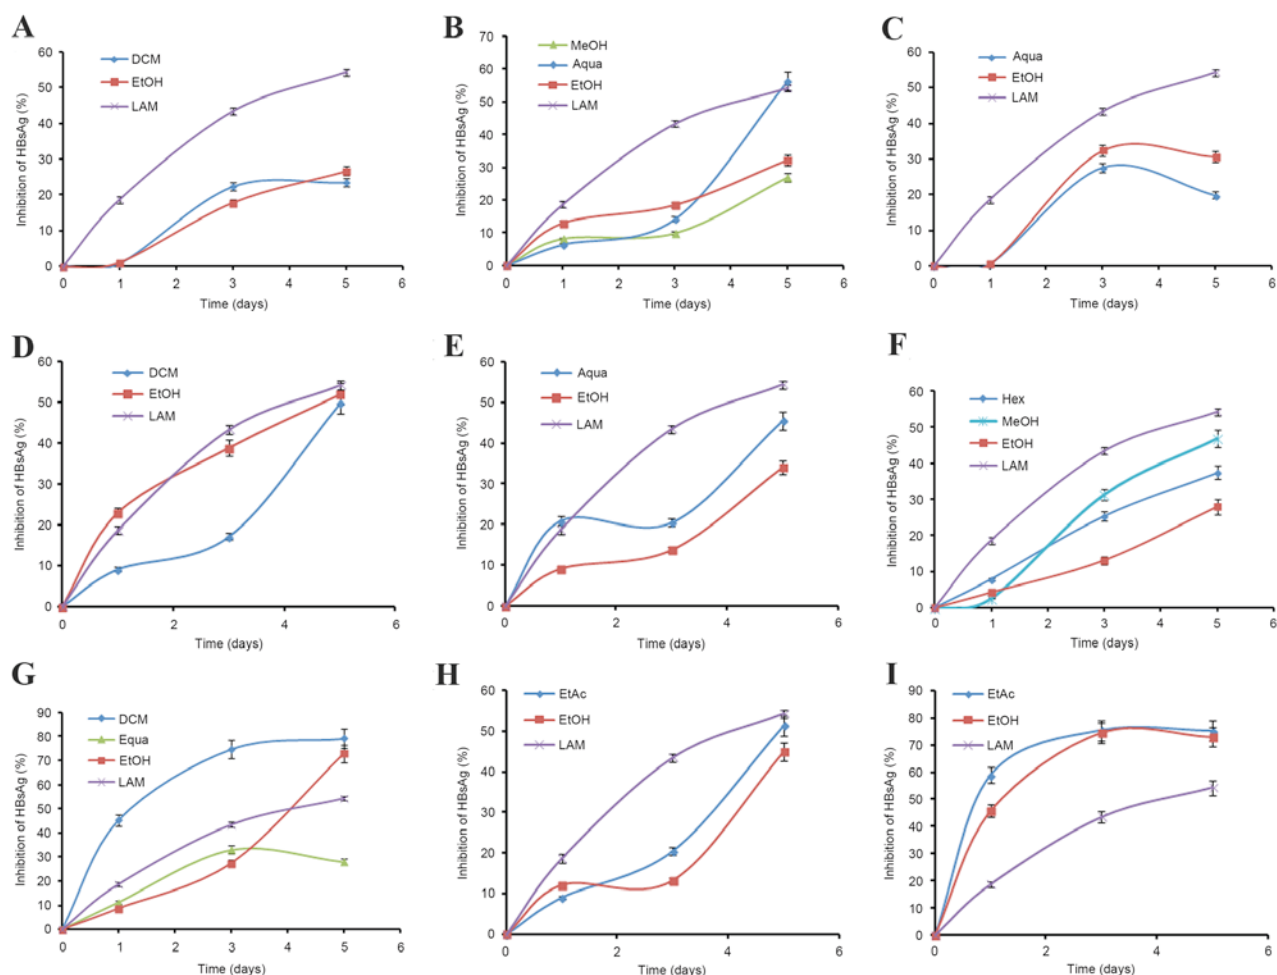 A
Inhibition of HBsAg (%)
60
50
40
30
20
10
0
DCM
EtOH
LAM
0 1 2 3 4 5 6
Time (days)
B
Inhibition of HBsAg (%)
70
60
50
40
30
20
10
0
MeOH
Aqua
EtOH
LAM
0 1 2 3 4 5 6
Time (days)
C
Inhibition of HBsAg (%)
60
50
40
30
20
10
0
Aqua
EtOH
LAM
0 1 2 3 4 5 6
Time (days)
D
Inhibition of HBsAg (%)
60
50
40
30
20
10
0
DCM
EtOH
LAM
0 2 4 6
Time (days)
E
Inhibition of HBsAg (%)
60
50
40
30
20
10
0
Aqua
EtOH
LAM
0 2 4 6
Time (days)
F
Inhibition of HBsAg (%)
60
50
40
30
20
10
0
Hex
MeOH
EtOH
LAM
0 1 2 3 4 5 6
Time (days)
G
Inhibition of HBsAg (%)
90
80
70
60
50
40
30
20
10
0
DCM
Equa
EtOH
LAM
0 1 2 3 4 5 6
Time (days)
H
Inhibition of HBsAg (%)
60
50
40
30
20
10
0
EtAc
EtOH
LAM
0 2 4 6
Time (days)
I
Inhibition of HBsAg (%)
90
80
70
60
50
40
30
20
10
0
EtAc
EtOH
LAM
0 2 4 6
Time (days)